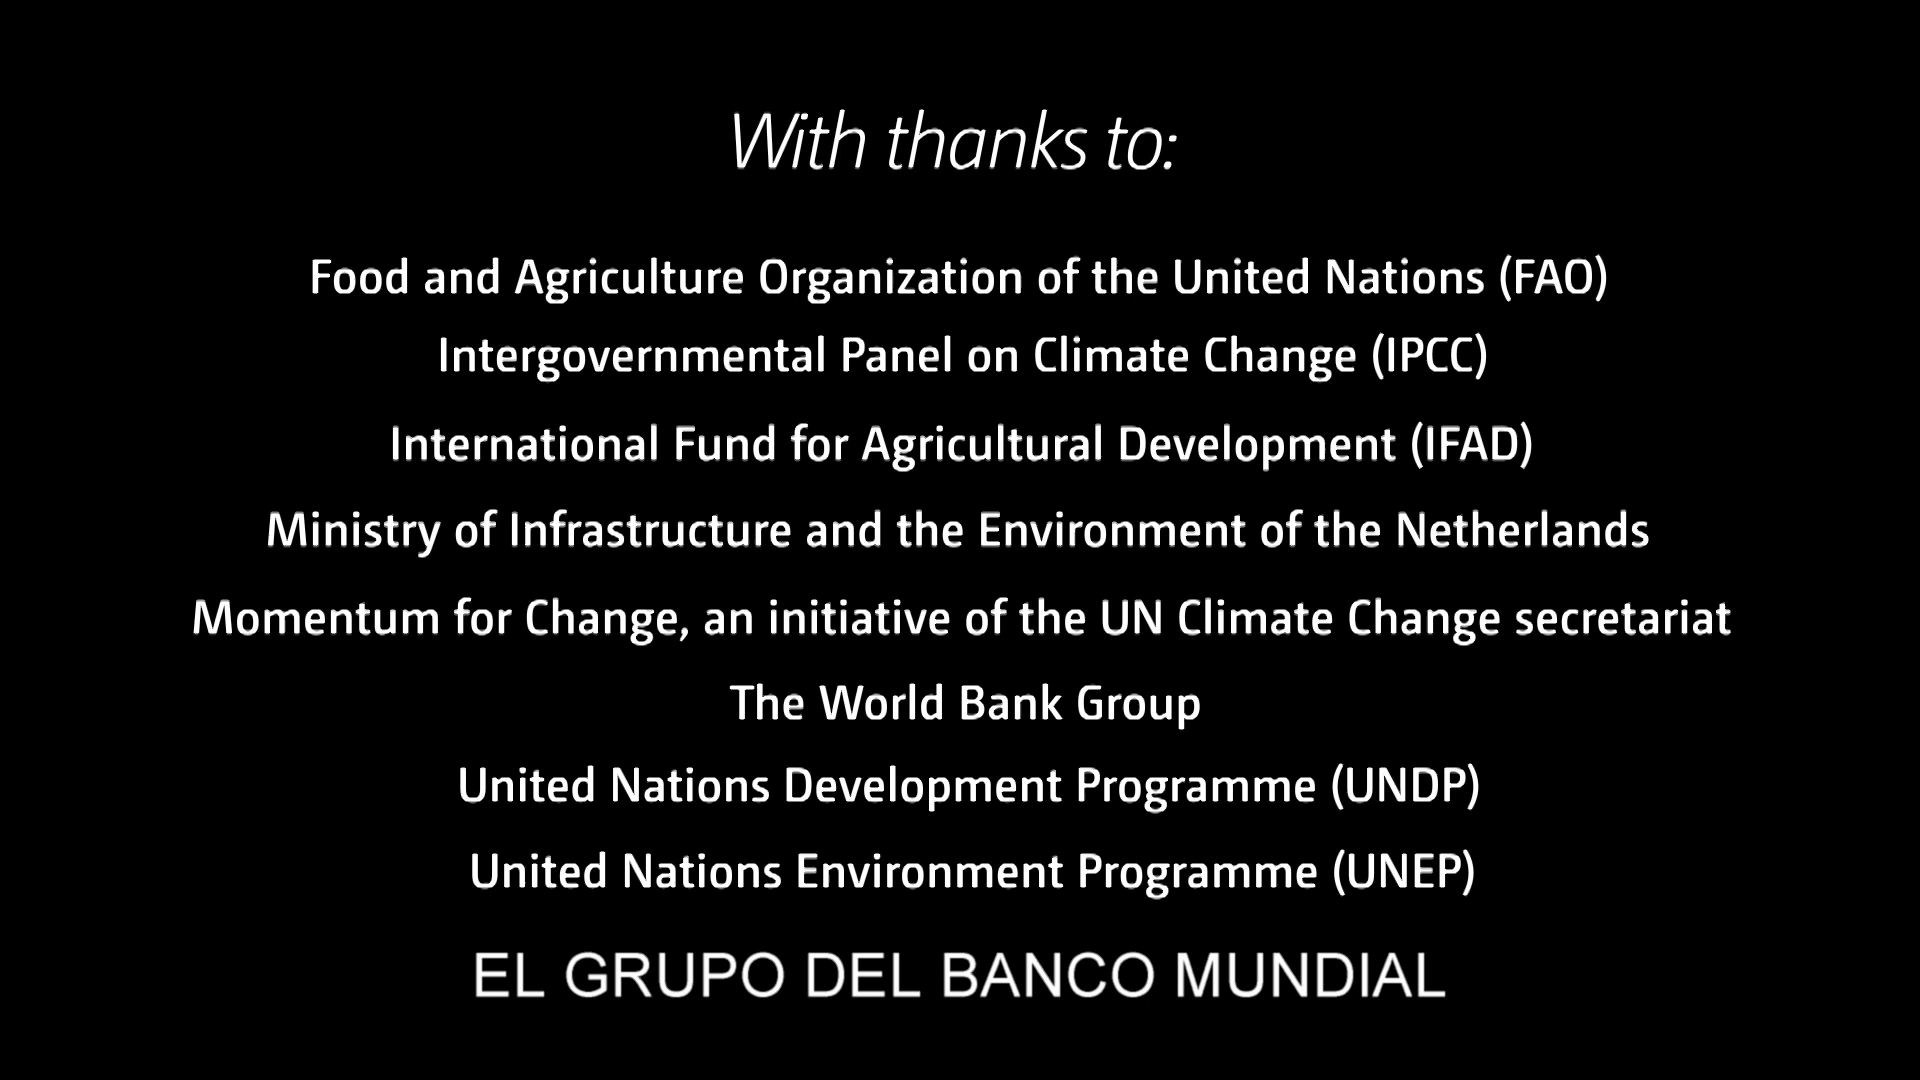 With thanks to:
Food and Agriculture Organization of the United Nations (FAO)
Intergovernmental Panel on Climate Change (IPCC)
International Fund for Agricultural Development (IFAD)
Ministry of Infrastructure and the Environment of the Netherlands
Momentum for Change, an initiative of the UN Climate Change secretariat
The World Bank Group
United Nations Development Programme (UNDP)
United Nations Environment Programme (UNEP)
EL GRUPO DEL BANCO MUNDIAL